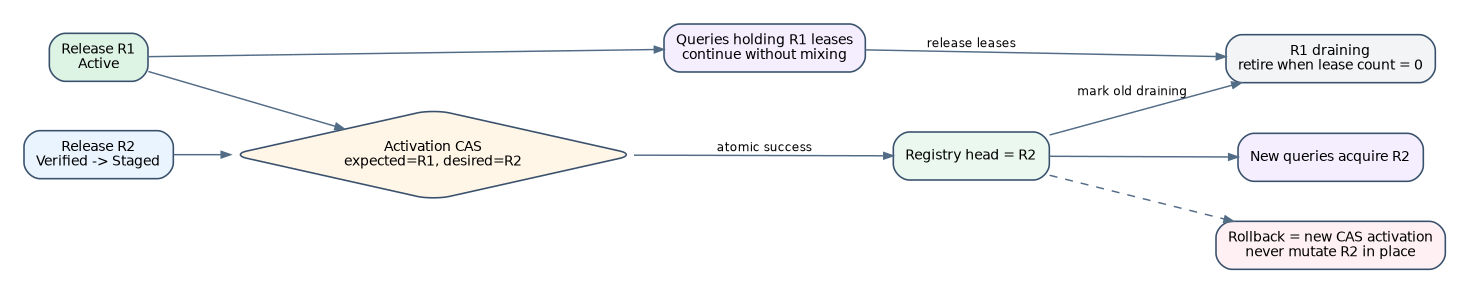 Release R1
Active
Queries holding R1 leases
continue without mixing
release leases
R1 draining
retire when lease count = 0
mark old draining
Release R2
Verified -> Staged
Activation CAS
expected=R1, desired=R2
atomic success
Registry head = R2
New queries acquire R2
Rollback = new CAS activation
never mutate R2 in place